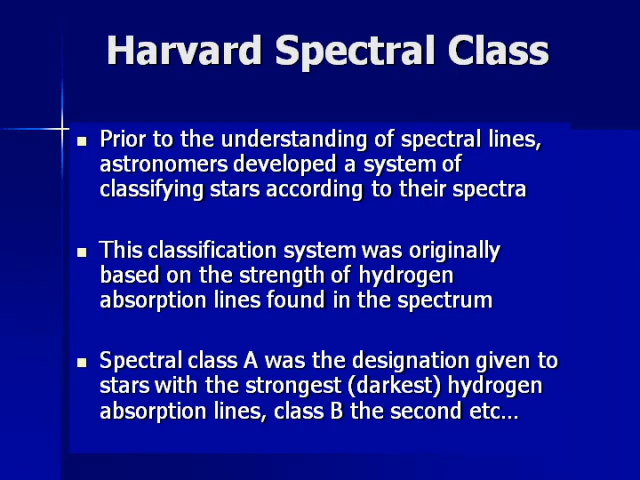 Harvard Spectral Class
Prior to the understanding of spectral lines,
astronomers developed a system of
classifying stars according to their spectra
This classification system was originally
based on the strength of hydrogen
absorption lines found in the spectrum
Spectral class A was the designation given to
stars with the strongest (darkest) hydrogen
absorption lines, class B the second etc…